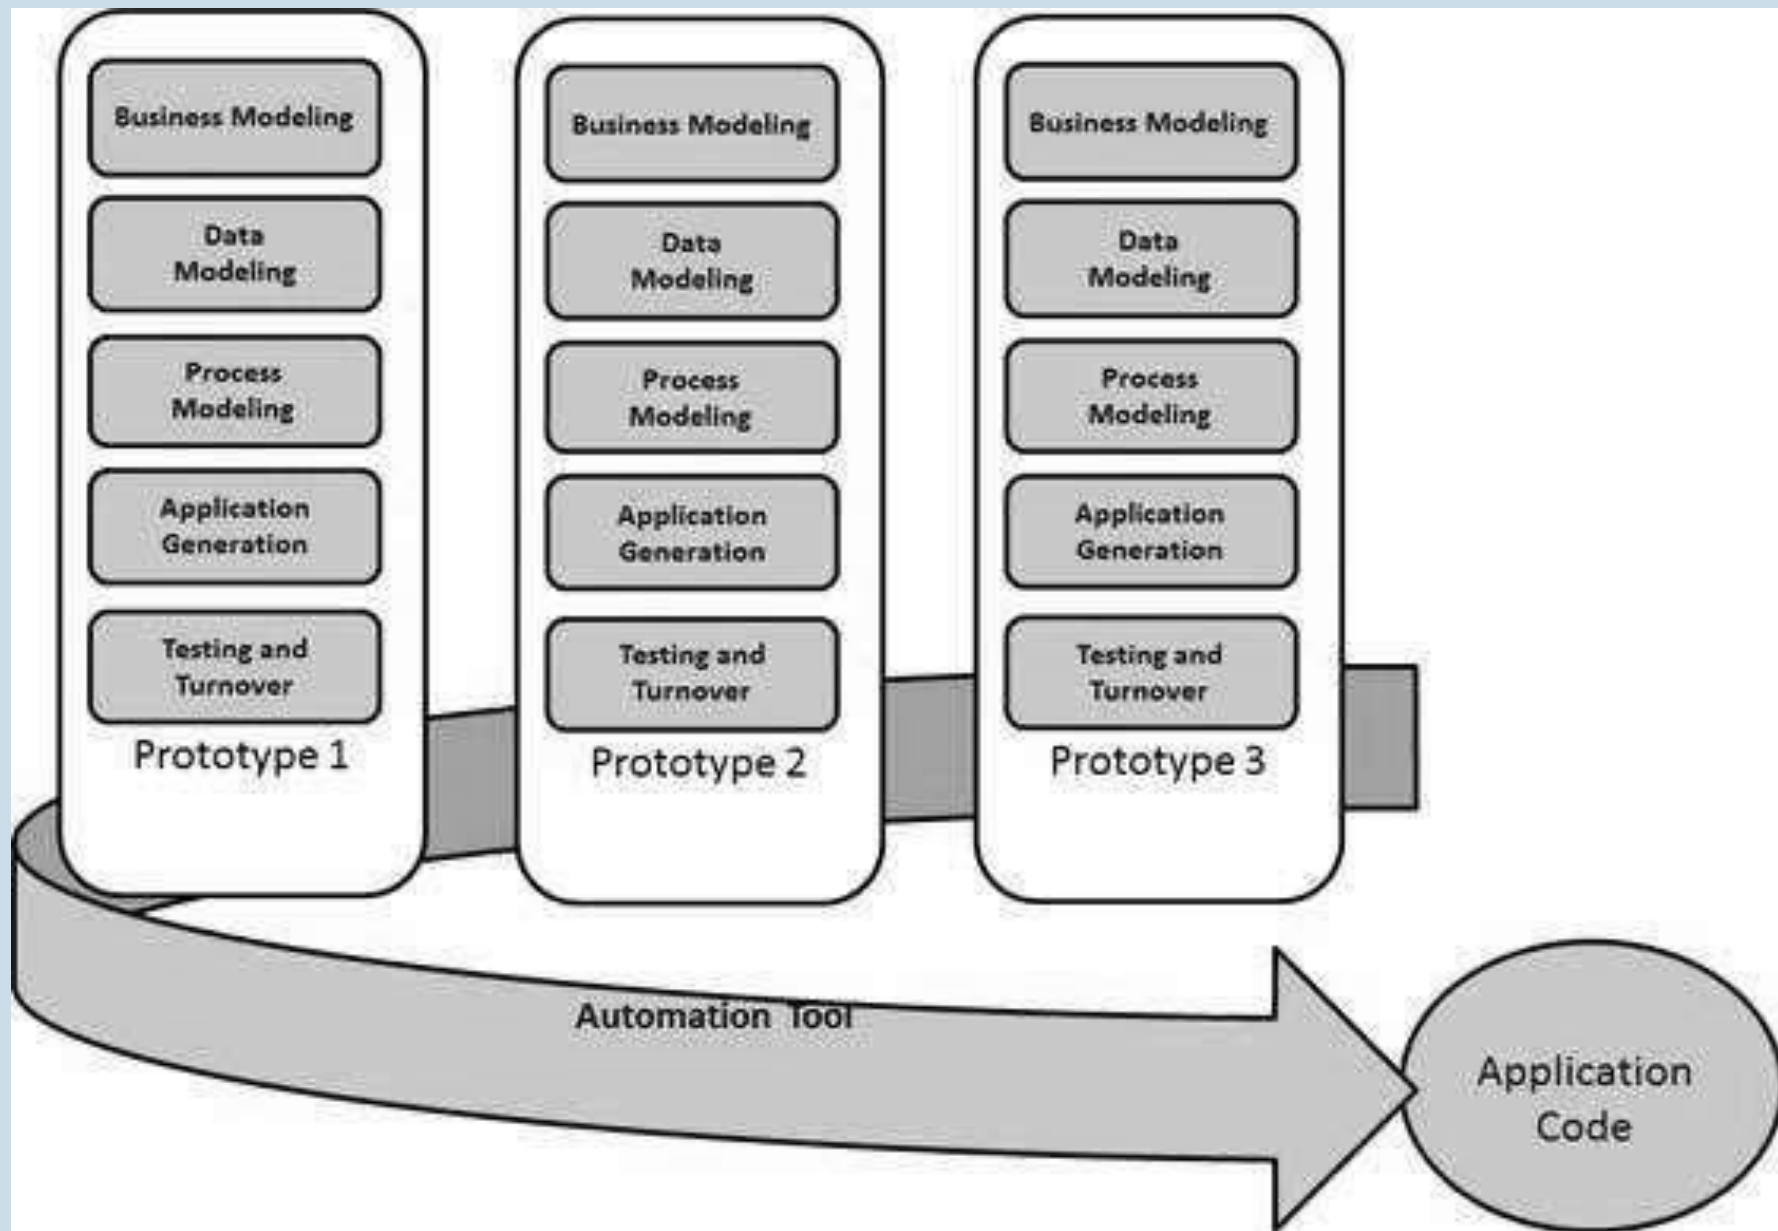 Business Modeling
Data
Modeling
Process
Modeling
Application
Generation
Testing and
Turnover
Prototype 1
Business Modeling
Data
Modeling
Process
Modeling
Application
Generation
Testing and
Turnover
Prototype 2
Business Modeling
Data
Modeling
Process
Modeling
Application
Generation
Testing and
Turnover
Prototype 3
Automation Tool
Application
Code